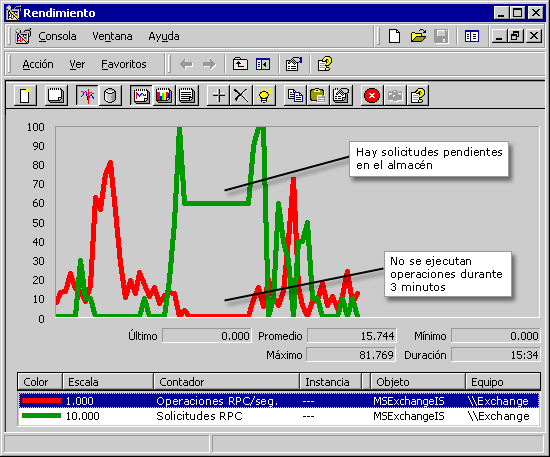 Rendimiento
Consola Ventana Ayuda
Acción Ver Favoritos
100
90
80
70
60
50
40
30
20
10
0
Hay solicitudes pendientes
en el almacén
No se ejecutan
operaciones durante
3 minutos
Último 0.000 Promedio 15.744 Mínimo 0.000
Máximo 81.769 Duración 15:34
Color Escala Contador Instancia Objeto Equipo
1.000 Operaciones RPC/seg. --- MSExchangeIS \\Exchange
10.000 Solicitudes RPC --- MSExchangeIS \\Exchange